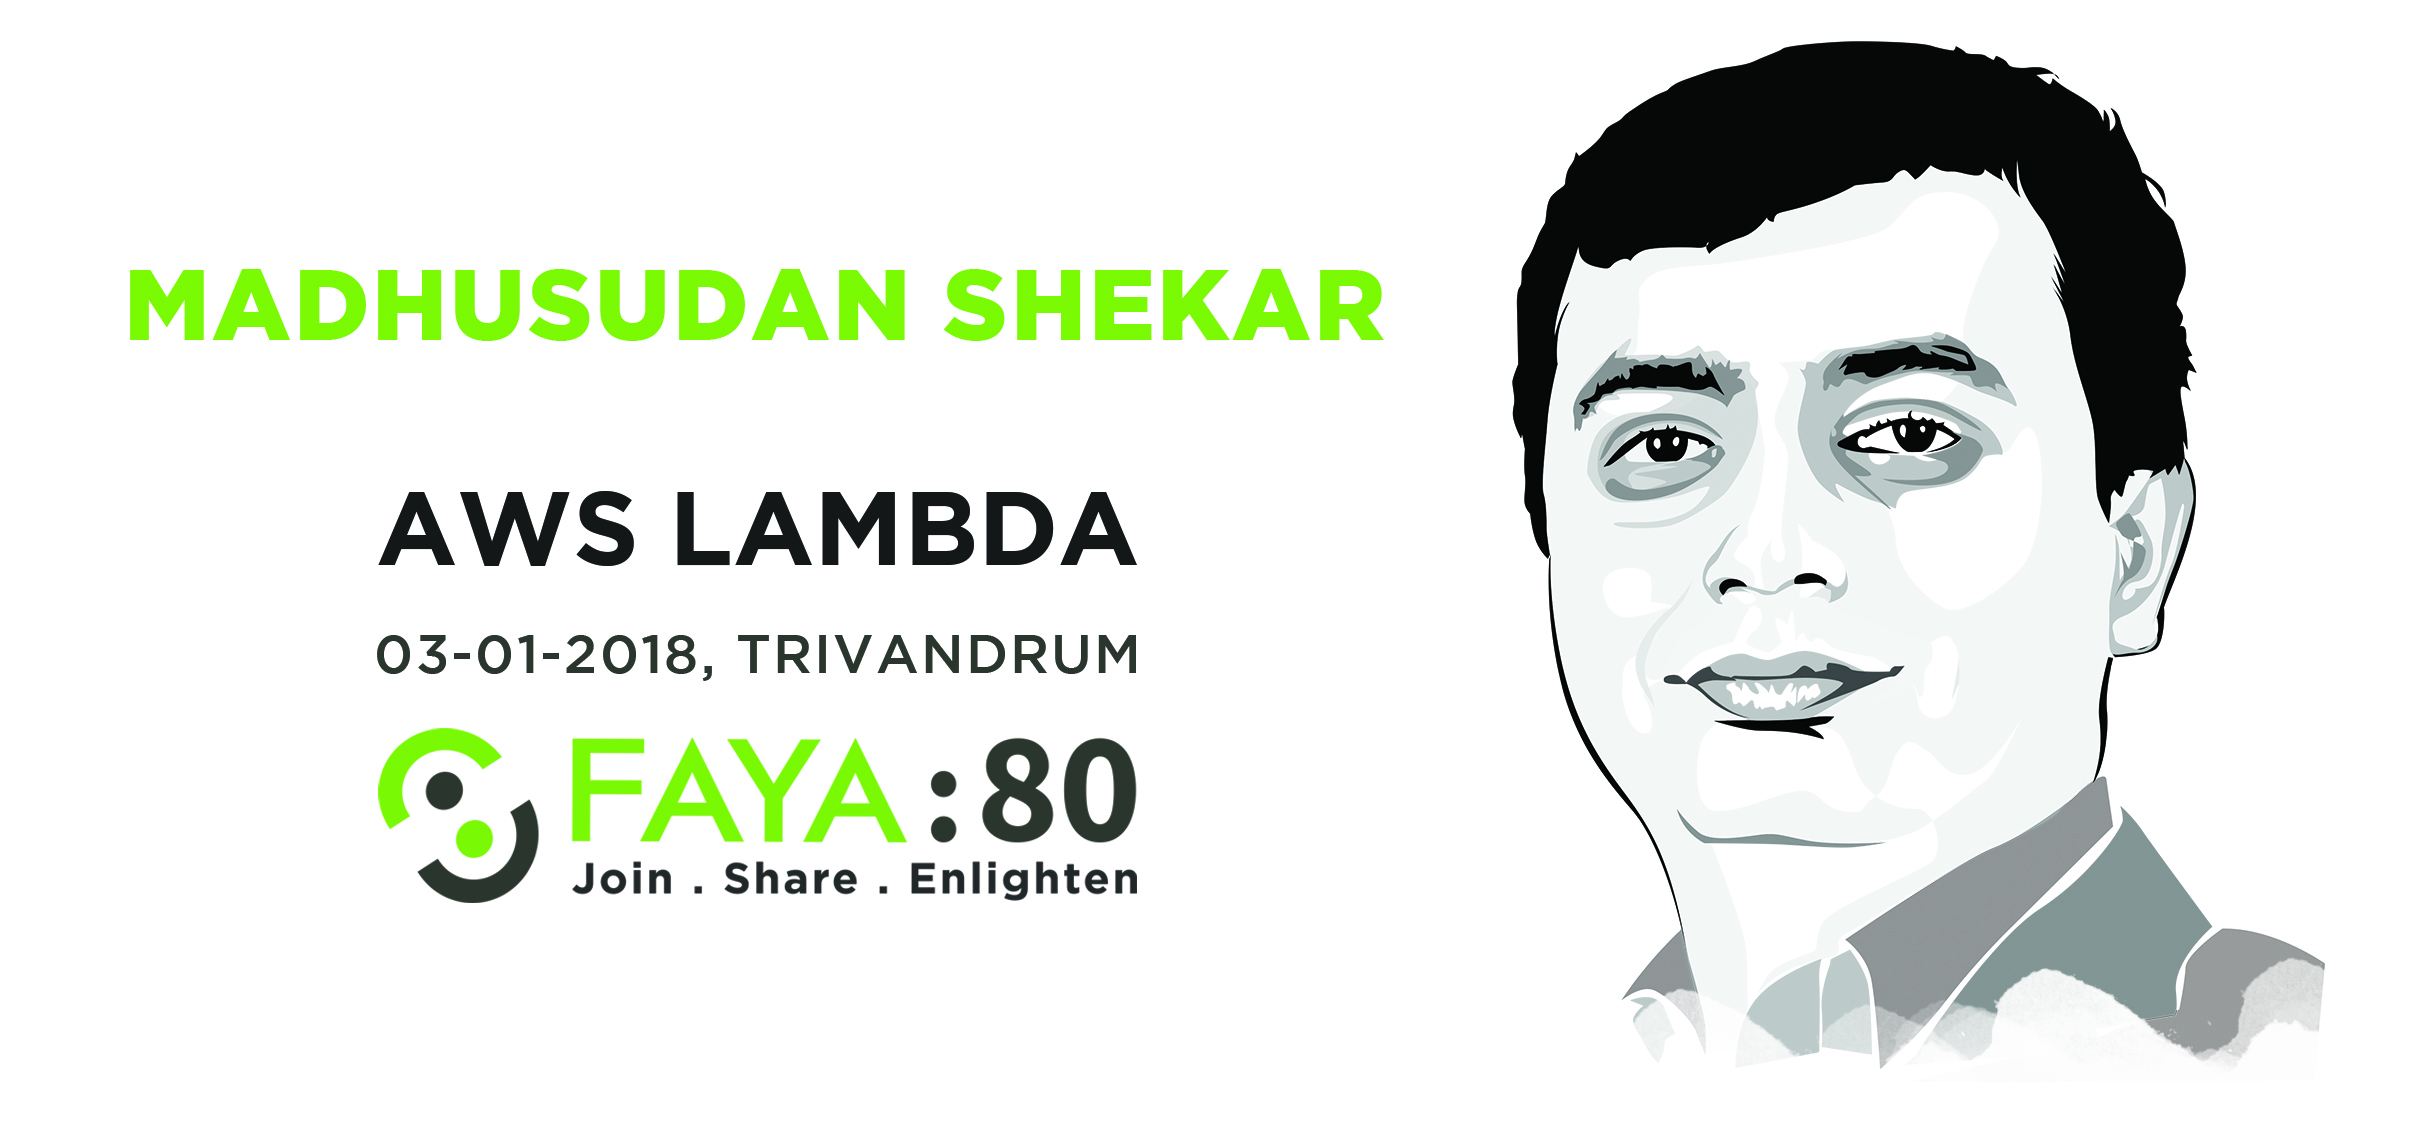 MADHUSUDAN SHEKAR
AWS LAMBDA
03-01-2018, TRIVANDRUM
FAYA:80
Join . Share . Enlighten